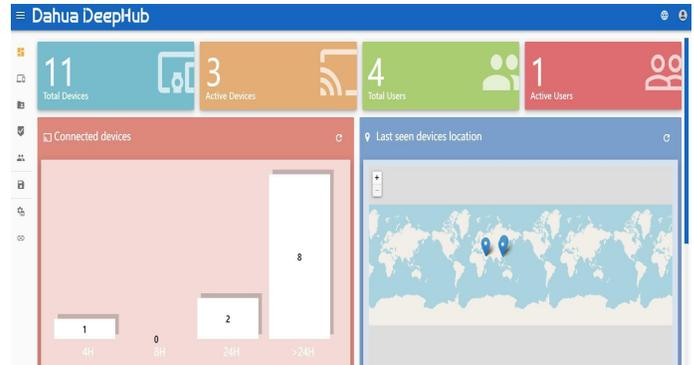 Dahua DeepHub
11
Total Devices
3
Active Devices
4
Total Users
1
Active Users
Connected devices
Last seen devices location
+
-
8
2
1
0
4H
8H
24H
>24H